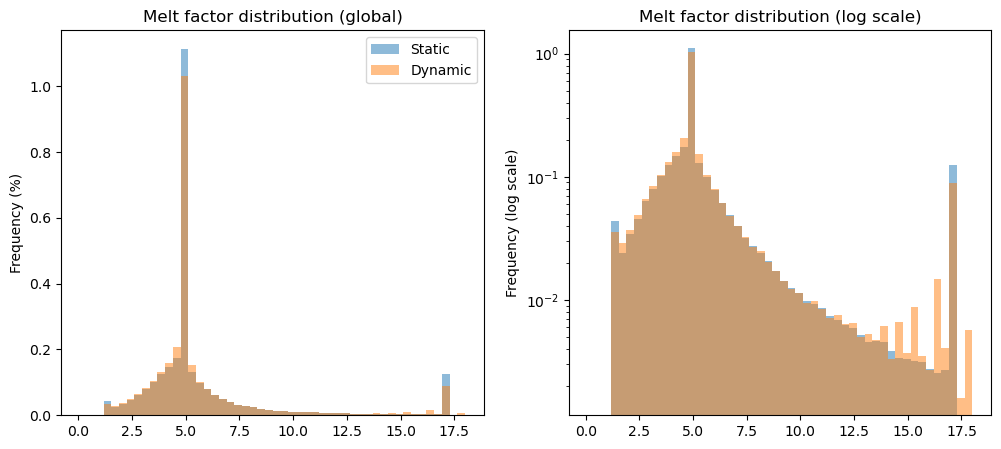 Melt factor distribution (global)
Melt factor distribution (log scale)
Static
Dynamic
Frequency (%)
1.0
0.8
0.6
0.4
0.2
0.0
0.0 2.5 5.0 7.5 10.0 12.5 15.0 17.5
Frequency (log scale)
10⁰
10⁻¹
10⁻²
0.0 2.5 5.0 7.5 10.0 12.5 15.0 17.5